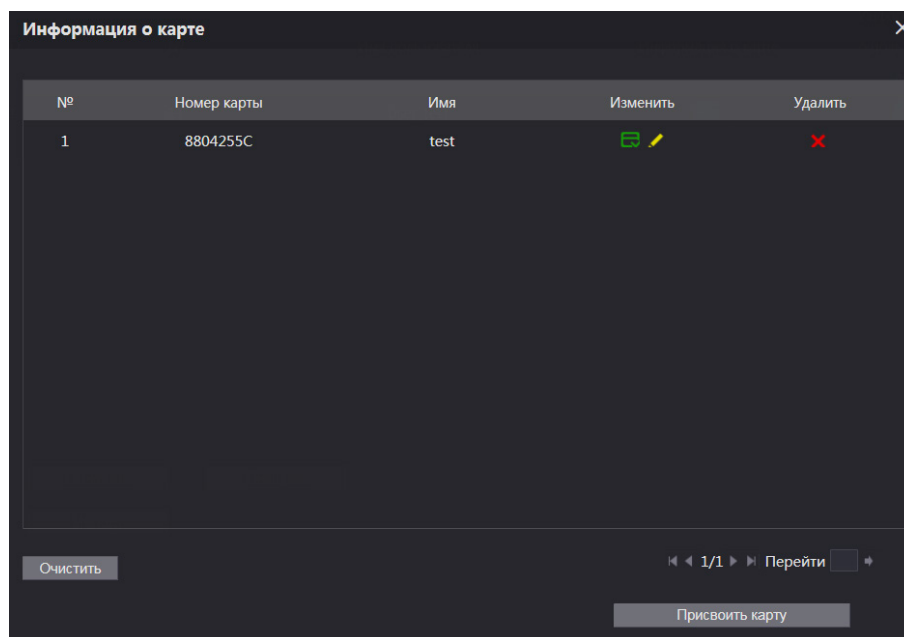 Информация о карте
№ Номер карты Имя Изменить Удалить
1 8804255C test
1/1 Перейти
Очистить
Присвоить карту